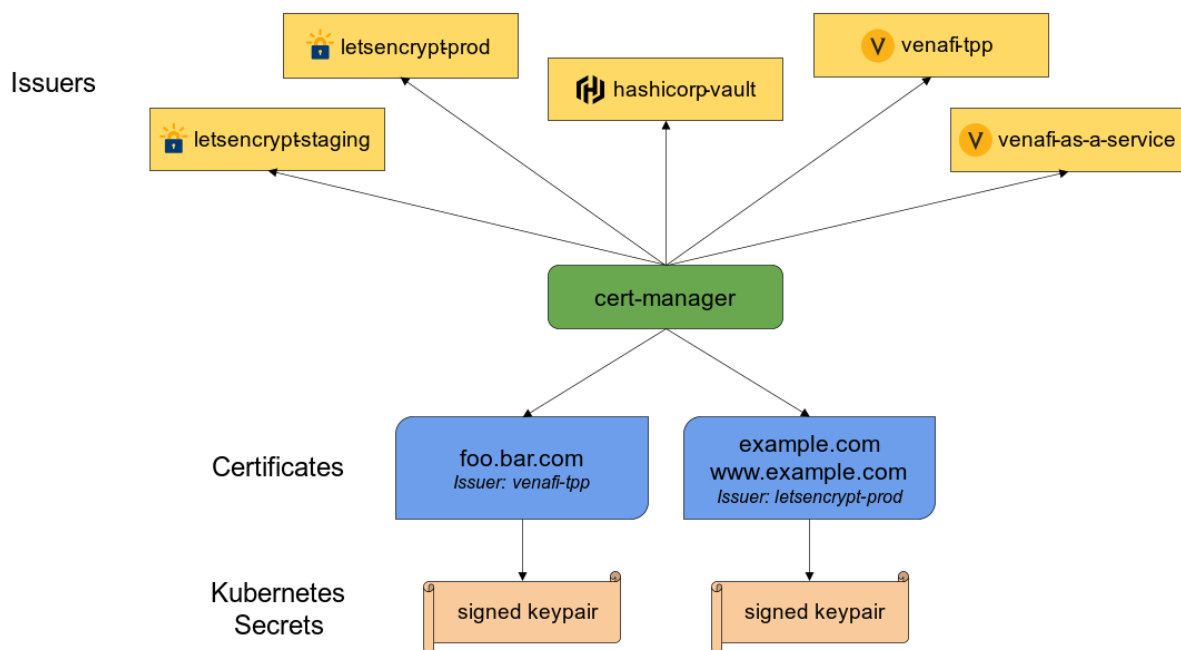 letsencrypt-prod
venafi-tpp
Issuers
hashicorp-vault
letsencrypt-staging
venafi-as-a-service
cert-manager
Certificates
foo.bar.com
Issuer: venafi-tpp
example.com
www.example.com
Issuer: letsencrypt-prod
Kubernetes
Secrets
signed keypair
signed keypair